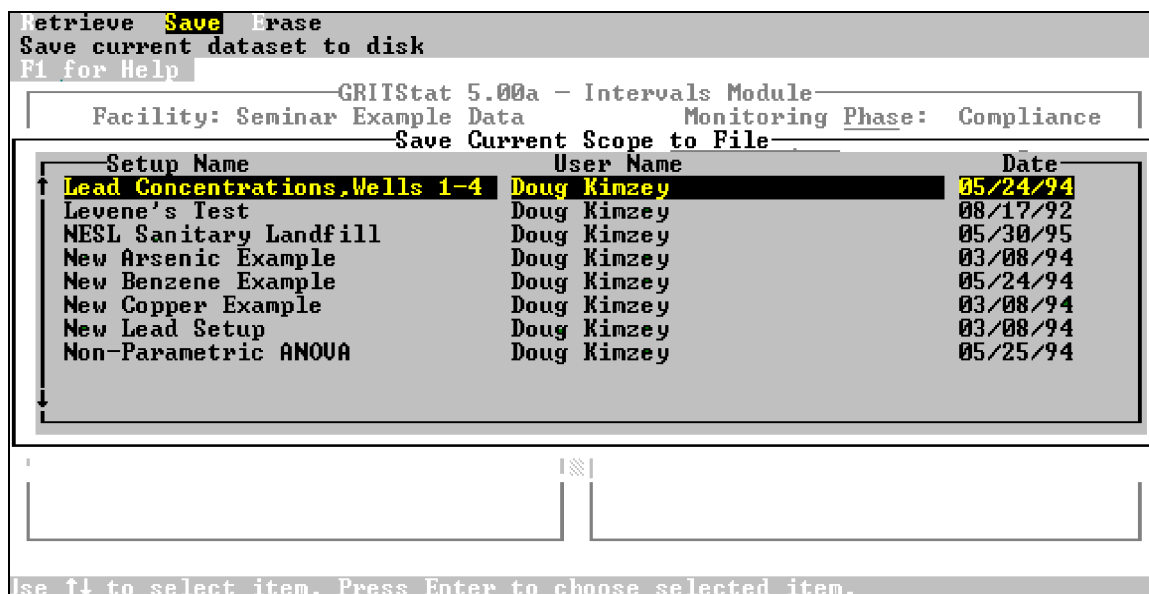 Retrieve Save Erase
Save current dataset to disk
F1 for Help
GRITStat 5.00a - Intervals Module
Facility: Seminar Example Data Monitoring Phase: Compliance
Save Current Scope to File
Setup Name User Name Date
Lead Concentrations,Wells 1-4 Doug Kimzey 05/24/94
Levene's Test Doug Kimzey 08/17/92
NESL Sanitary Landfill Doug Kimzey 05/30/95
New Arsenic Example Doug Kimzey 03/08/94
New Benzene Example Doug Kimzey 05/24/94
New Copper Example Doug Kimzey 03/08/94
New Lead Setup Doug Kimzey 03/08/94
Non-Parametric ANOVA Doug Kimzey 05/25/94
Use ↑↓ to select item. Press Enter to choose selected item.